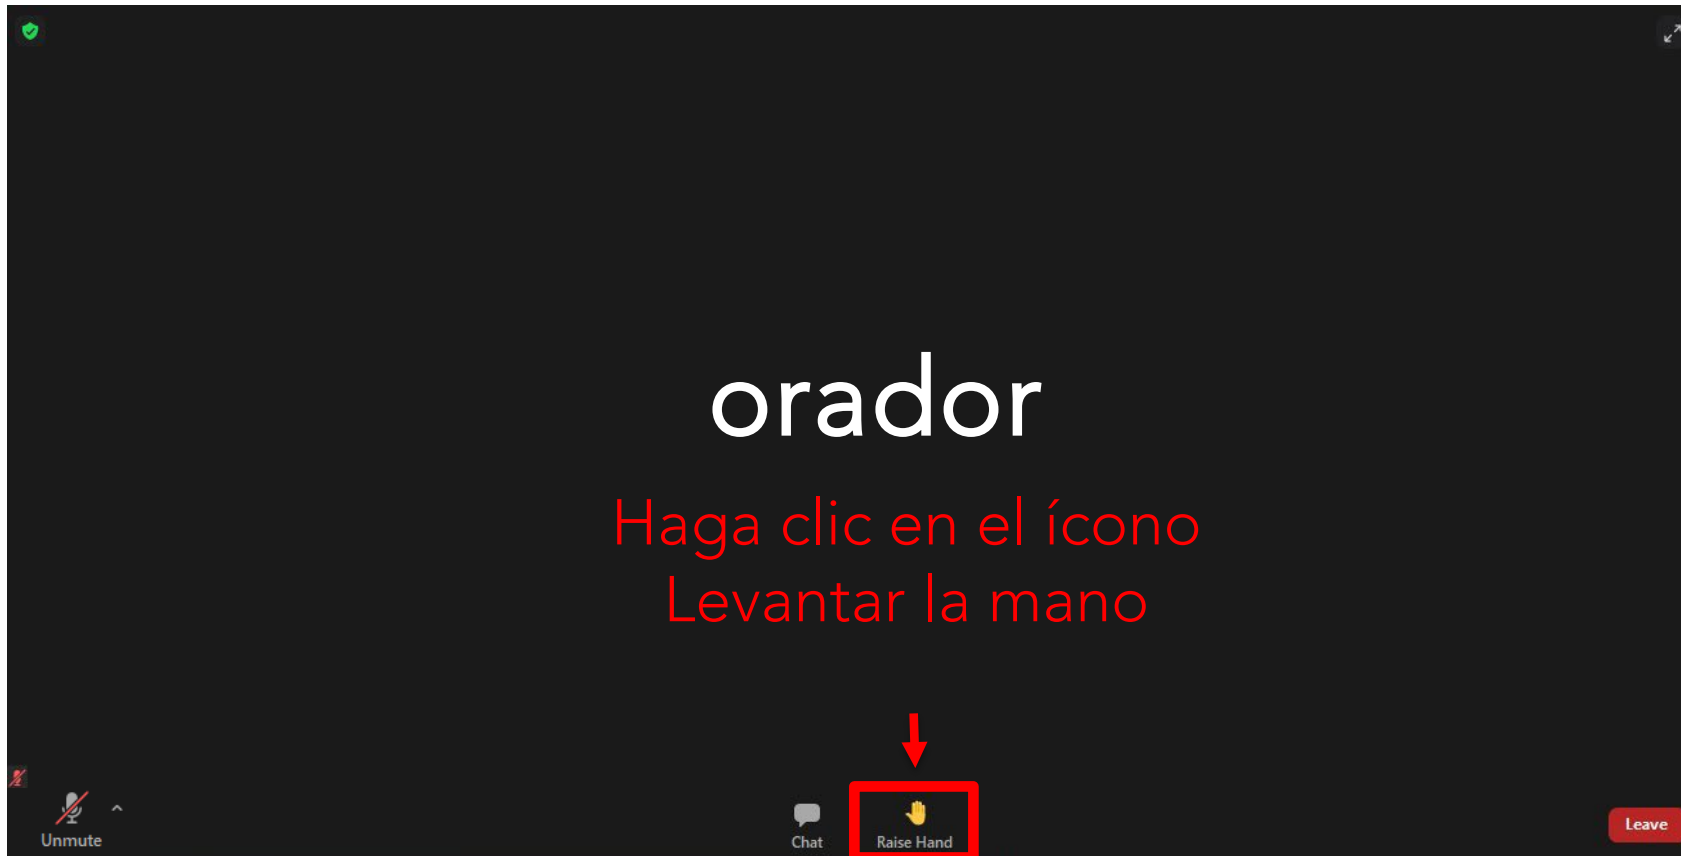 orador
Haga clic en el ícono
Levantar la mano
Unmute
Chat
Raise Hand
Leave